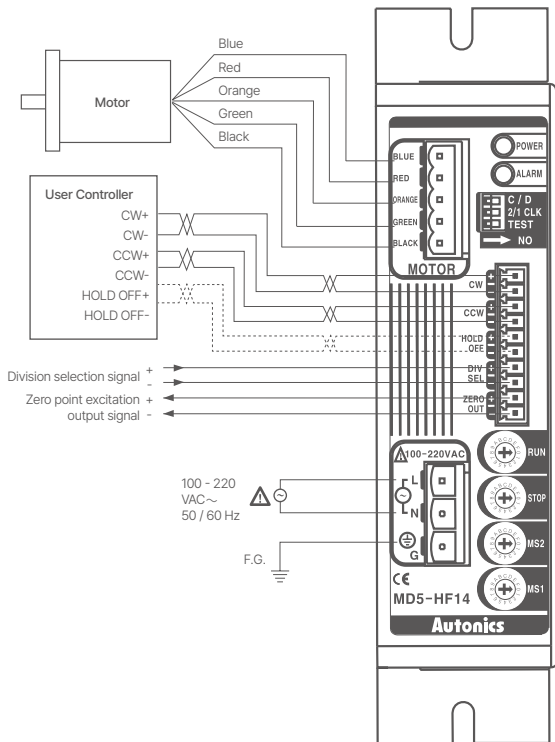 Blue
Red
Orange
Green
Black
Motor
User Controller
CW+
CW-
CCW+
CCW-
HOLD OFF+
HOLD OFF-
Division selection signal + -
Zero point excitation output signal + -
100 - 220
VAC～
50 / 60 Hz
F.G.
BLUE
RED
ORANGE
GREEN
BLACK
MOTOR
POWER
ALARM
C / D
2/1 CLK
TEST
NO
CW
CCW
HOLD
OFF
DIV
SEL
ZERO
OUT
100-220VAC
L
N
G
RUN
STOP
MS2
MS1
CE
MD5-HF14
Autonics